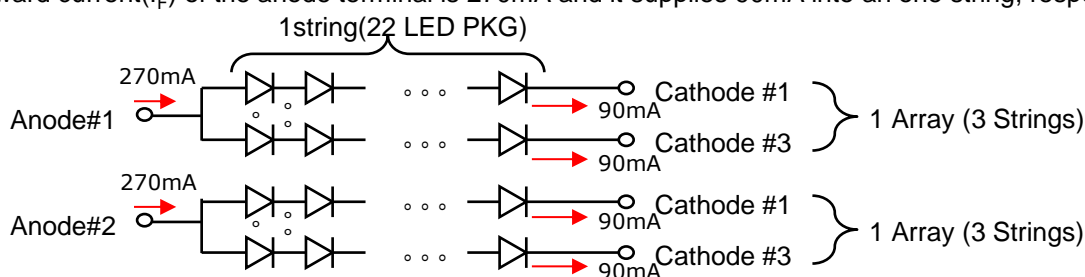 1string(22 LED PKG)
270mA
Anode#1
Cathode #1
90mA
Cathode #3
90mA
1 Array (3 Strings)
270mA
Anode#2
Cathode #1
90mA
Cathode #3
90mA
1 Array (3 Strings)